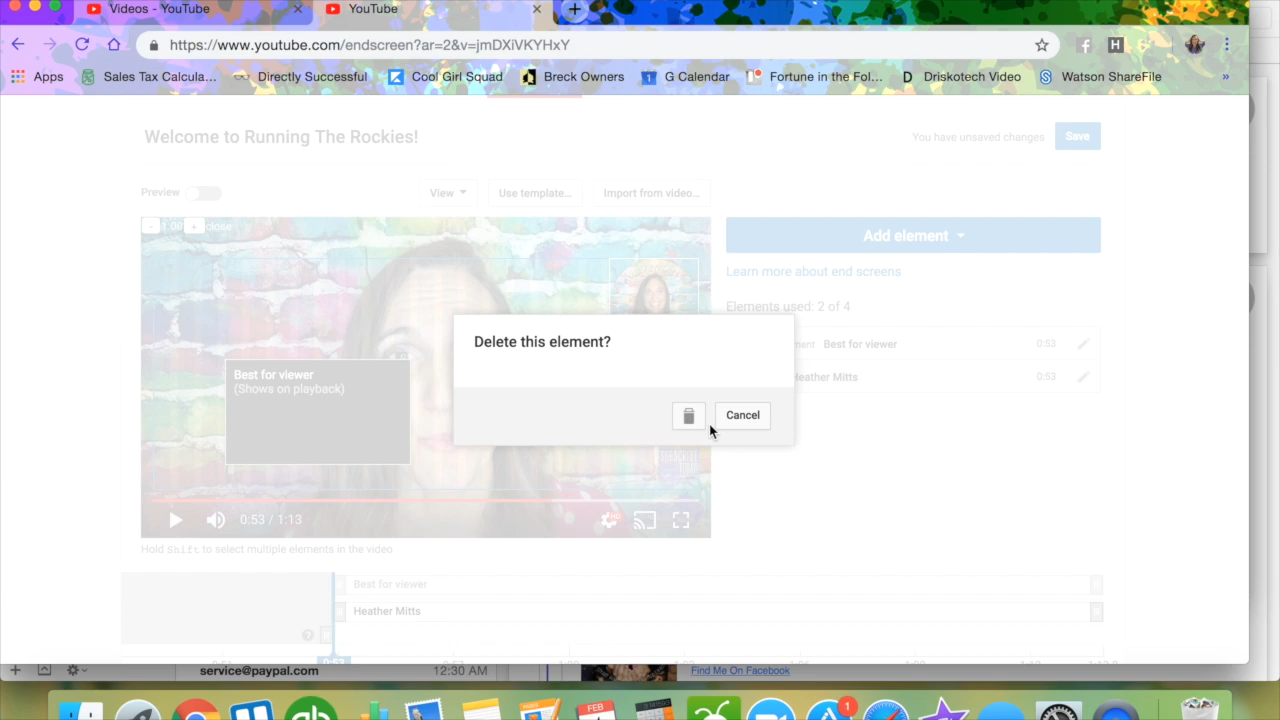 Videos - YouTube
YouTube
https://www.youtube.com/endscreen?ar=2&v=jmDXiVKYHxY
Apps
Sales Tax Calcula...
Directly Successful
Cool Girl Squad
Breck Owners
G Calendar
Fortune in the Fol...
Driskotech Video
Watson ShareFile
»
Welcome to Running The Rockies!
You have unsaved changes
Save
Preview
View
Use template...
Import from video...
- 1.00 + close
Add element
Learn more about end screens
Elements used: 2 of 4
Best for viewer
0:53
Heather Mitts
0:53
Delete this element?
Cancel
Best for viewer
(Shows on playback)
0:53 / 1:13
Hold Shift to select multiple elements in the video
Best for viewer
Heather Mitts
service@paypal.com
12:30 AM
Find Me On Facebook
FEB
1